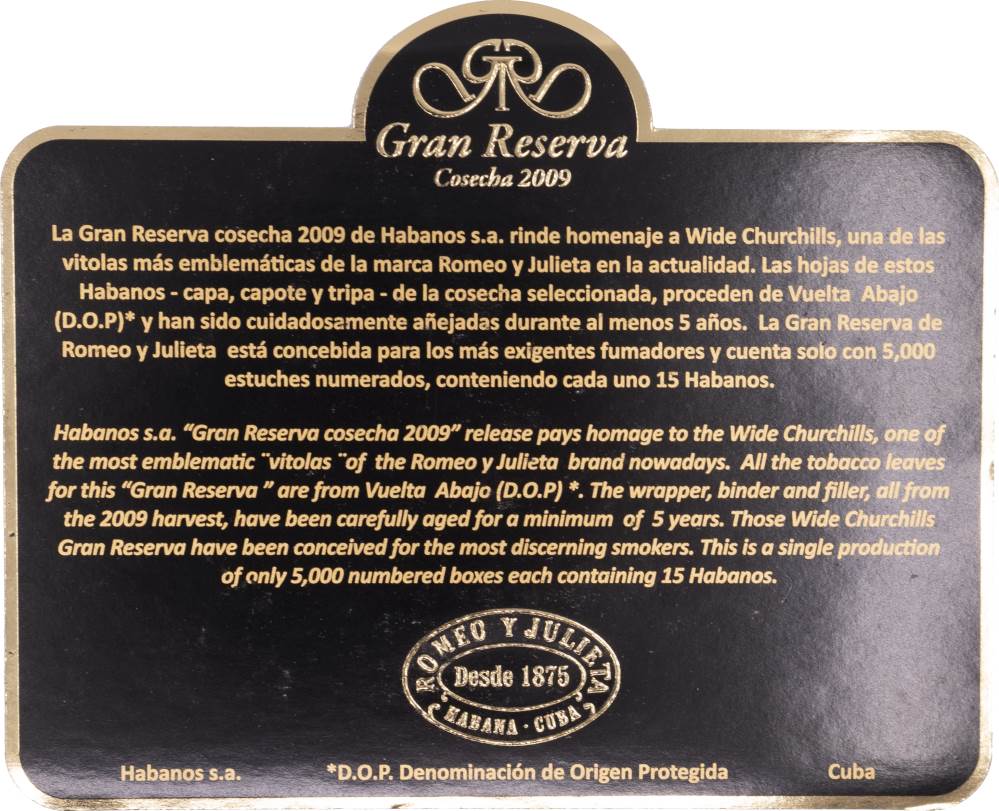 Gran Reserva
Cosecha 2009
La Gran Reserva cosecha 2009 de Habanos s.a. rinde homenaje a Wide Churchills, una de las
vitolas más emblemáticas de la marca Romeo y Julieta en la actualidad. Las hojas de estos
Habanos - capa, capote y tripa - de la cosecha seleccionada, proceden de Vuelta Abajo
(D.O.P)* y han sido cuidadosamente añejadas durante al menos 5 años. La Gran Reserva de
Romeo y Julieta está concebida para los más exigentes fumadores y cuenta solo con 5,000
estuches numerados, conteniendo cada uno 15 Habanos.
Habanos s.a. “Gran Reserva cosecha 2009” release pays homage to the Wide Churchills, one of
the most emblematic ¨vitolas ¨of the Romeo y Julieta brand nowadays. All the tobacco leaves
for this “Gran Reserva ” are from Vuelta Abajo (D.O.P) *. The wrapper, binder and filler, all from
the 2009 harvest, have been carefully aged for a minimum of 5 years. Those Wide Churchills
Gran Reserva have been conceived for the most discerning smokers. This is a single production
of only 5,000 numbered boxes each containing 15 Habanos.
ROMEO Y JULIETA
Desde 1875
HABANA · CUBA
Habanos s.a. *D.O.P. Denominación de Origen Protegida Cuba